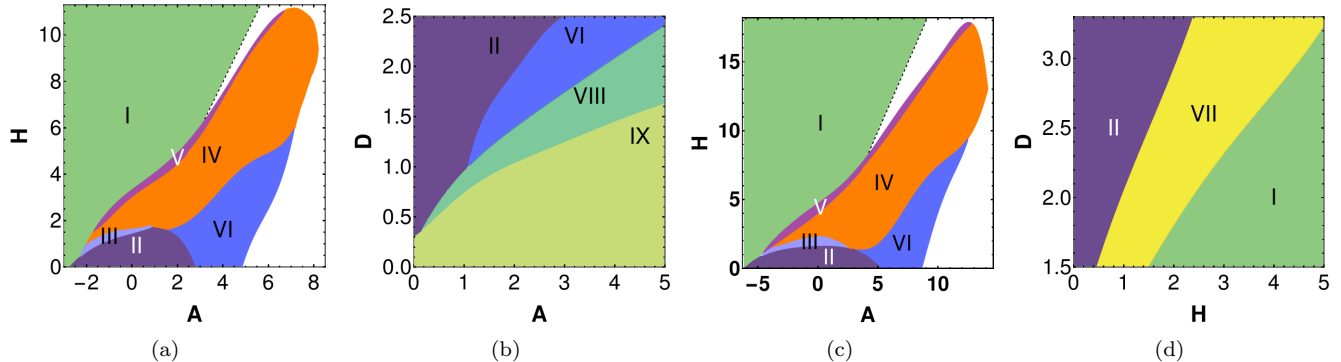 10
8
6
4
2
0
H
I
V
IV
III
II
VI
−2 0 2 4 6 8
A
(a)
2.5
2.0
1.5
1.0
0.5
0.0
D
II
VI
VIII
IX
0 1 2 3 4 5
A
(b)
15
10
5
0
H
I
V
IV
III
II
VI
−5 0 5 10
A
(c)
3.0
2.5
2.0
1.5
D
II
VII
I
0 1 2 3 4 5
H
(d)